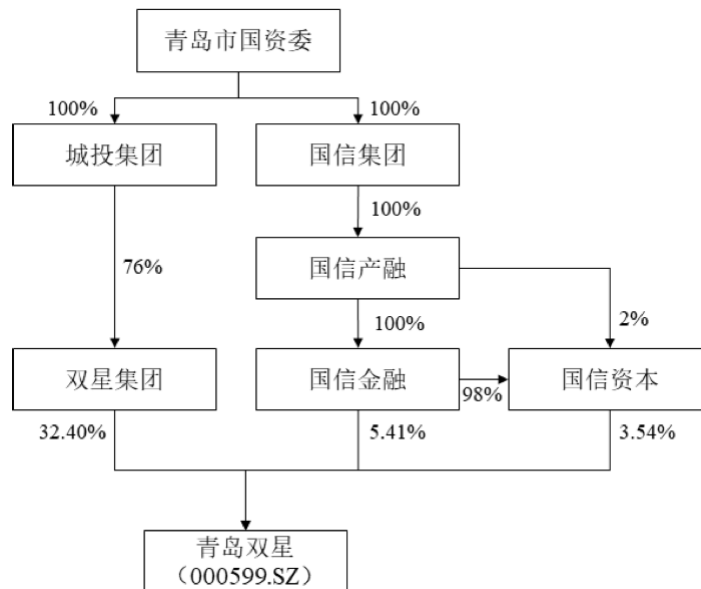 青岛市国资委
100%
100%
城投集团
国信集团
100%
76%
国信产融
100%
2%
双星集团
国信金融
98%
国信资本
32.40%
5.41%
3.54%
青岛双星
（000599.SZ）